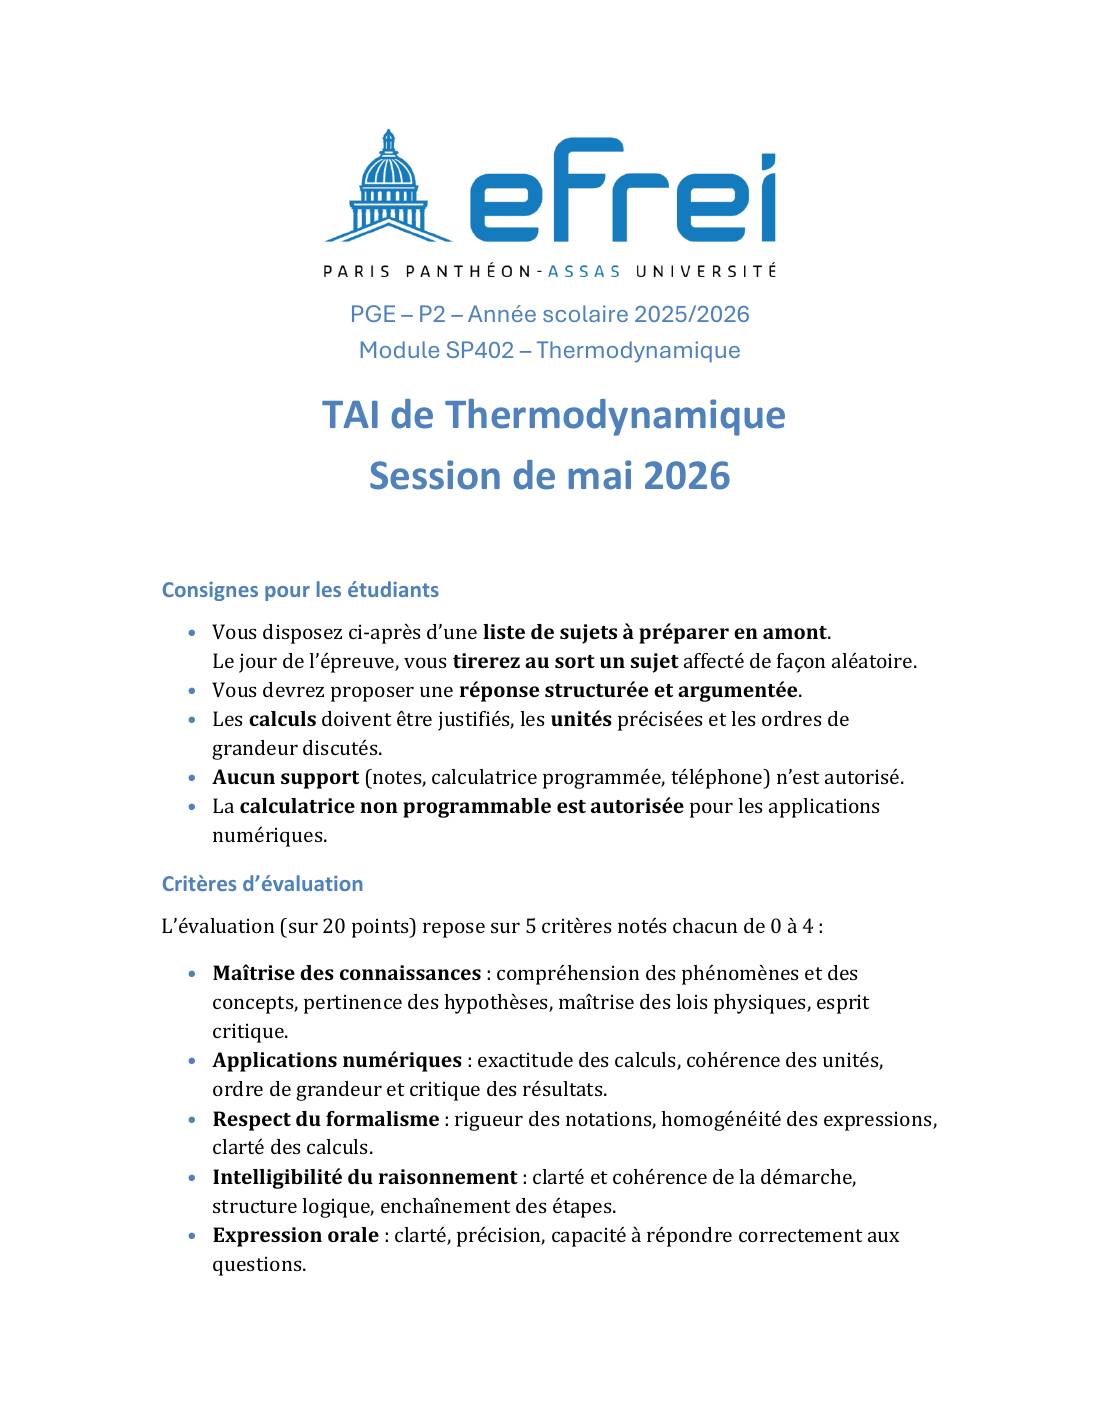 efrei
PARIS PANTHÉON-ASSAS UNIVERSITÉ
PGE – P2 – Année scolaire 2025/2026
Module SP402 – Thermodynamique
TAI de Thermodynamique
Session de mai 2026
Consignes pour les étudiants
• Vous disposez ci-après d’une liste de sujets à préparer en amont.
Le jour de l’épreuve, vous tirerez au sort un sujet affecté de façon aléatoire.
• Vous devrez proposer une réponse structurée et argumentée.
• Les calculs doivent être justifiés, les unités précisées et les ordres de
grandeur discutés.
• Aucun support (notes, calculatrice programmée, téléphone) n’est autorisé.
• La calculatrice non programmable est autorisée pour les applications
numériques.
Critères d’évaluation
L’évaluation (sur 20 points) repose sur 5 critères notés chacun de 0 à 4 :
• Maîtrise des connaissances : compréhension des phénomènes et des
concepts, pertinence des hypothèses, maîtrise des lois physiques, esprit
critique.
• Applications numériques : exactitude des calculs, cohérence des unités,
ordre de grandeur et critique des résultats.
• Respect du formalisme : rigueur des notations, homogénéité des expressions,
clarté des calculs.
• Intelligibilité du raisonnement : clarté et cohérence de la démarche,
structure logique, enchaînement des étapes.
• Expression orale : clarté, précision, capacité à répondre correctement aux
questions.